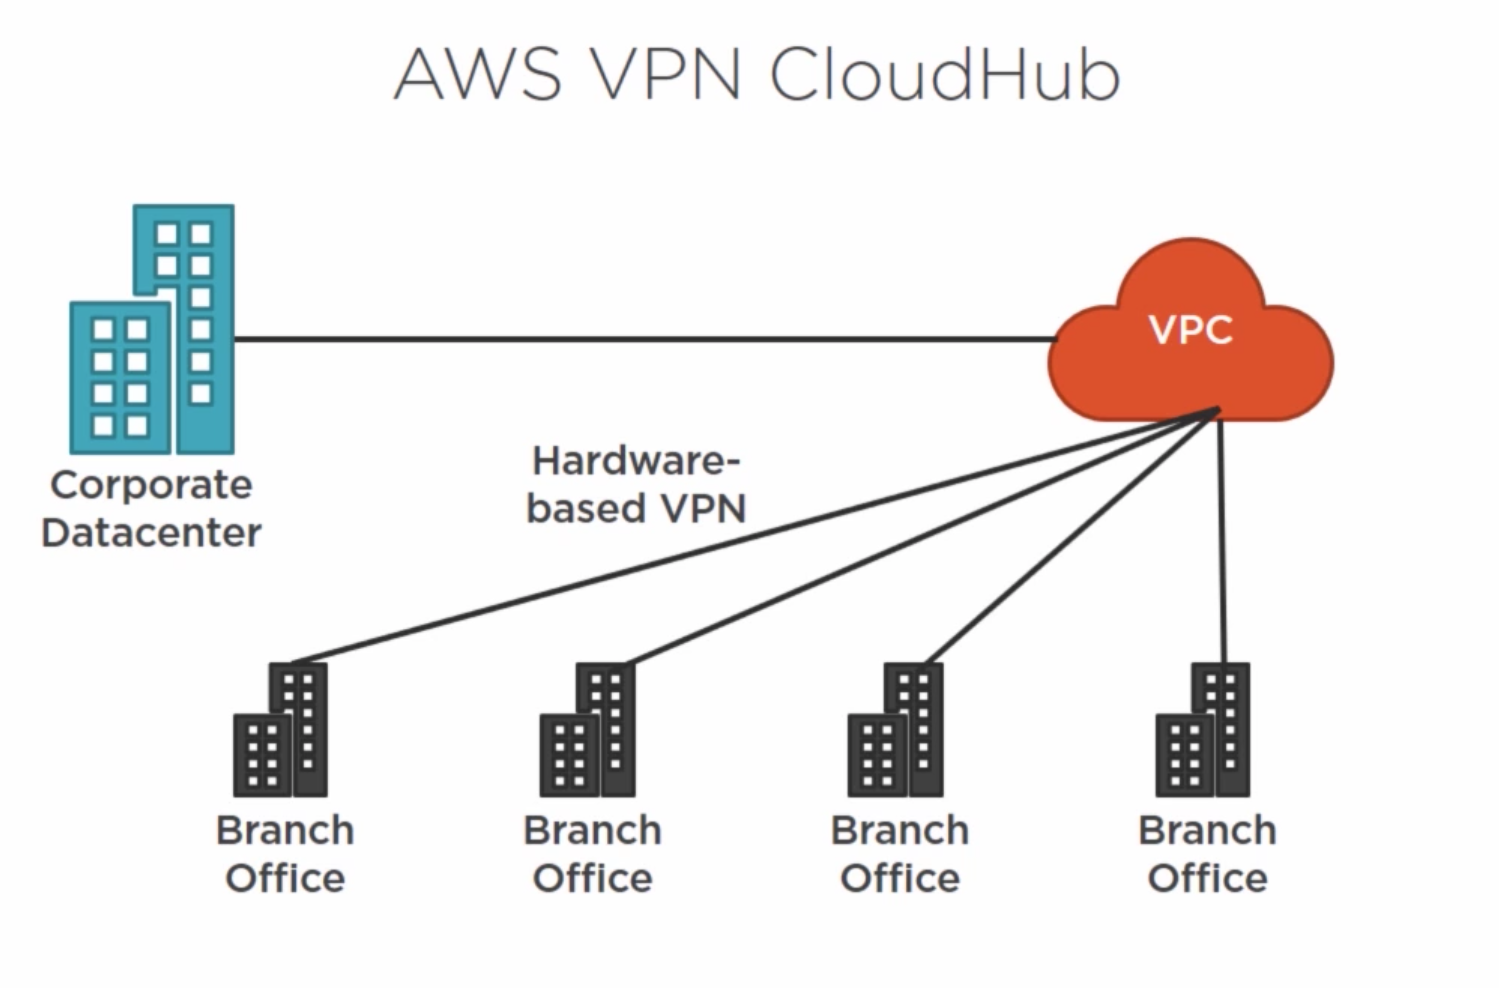 AWS VPN CloudHub
VPC
Corporate
Datacenter
Hardware-
based VPN
Branch
Office
Branch
Office
Branch
Office
Branch
Office